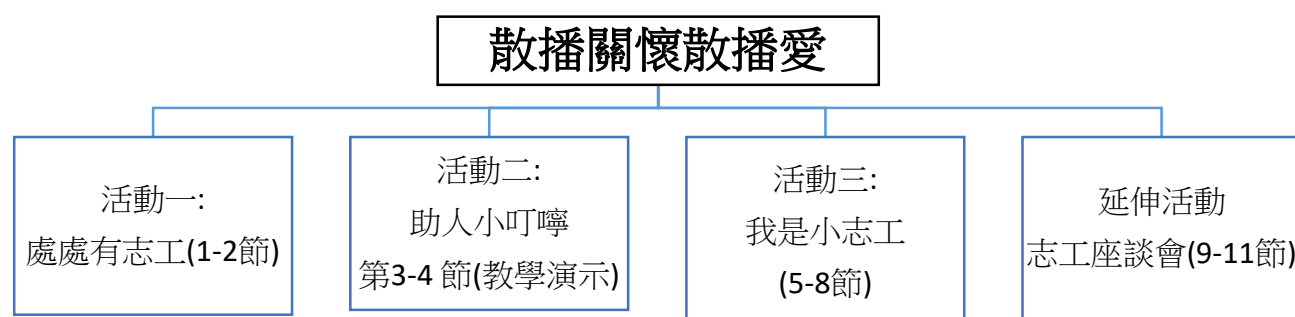 散播關懷散播愛
活動一:
處處有志工(1-2節)
活動二:
助人小叮嚀
第3-4 節(教學演示)
活動三:
我是小志工
(5-8節)
延伸活動
志工座談會(9-11節)